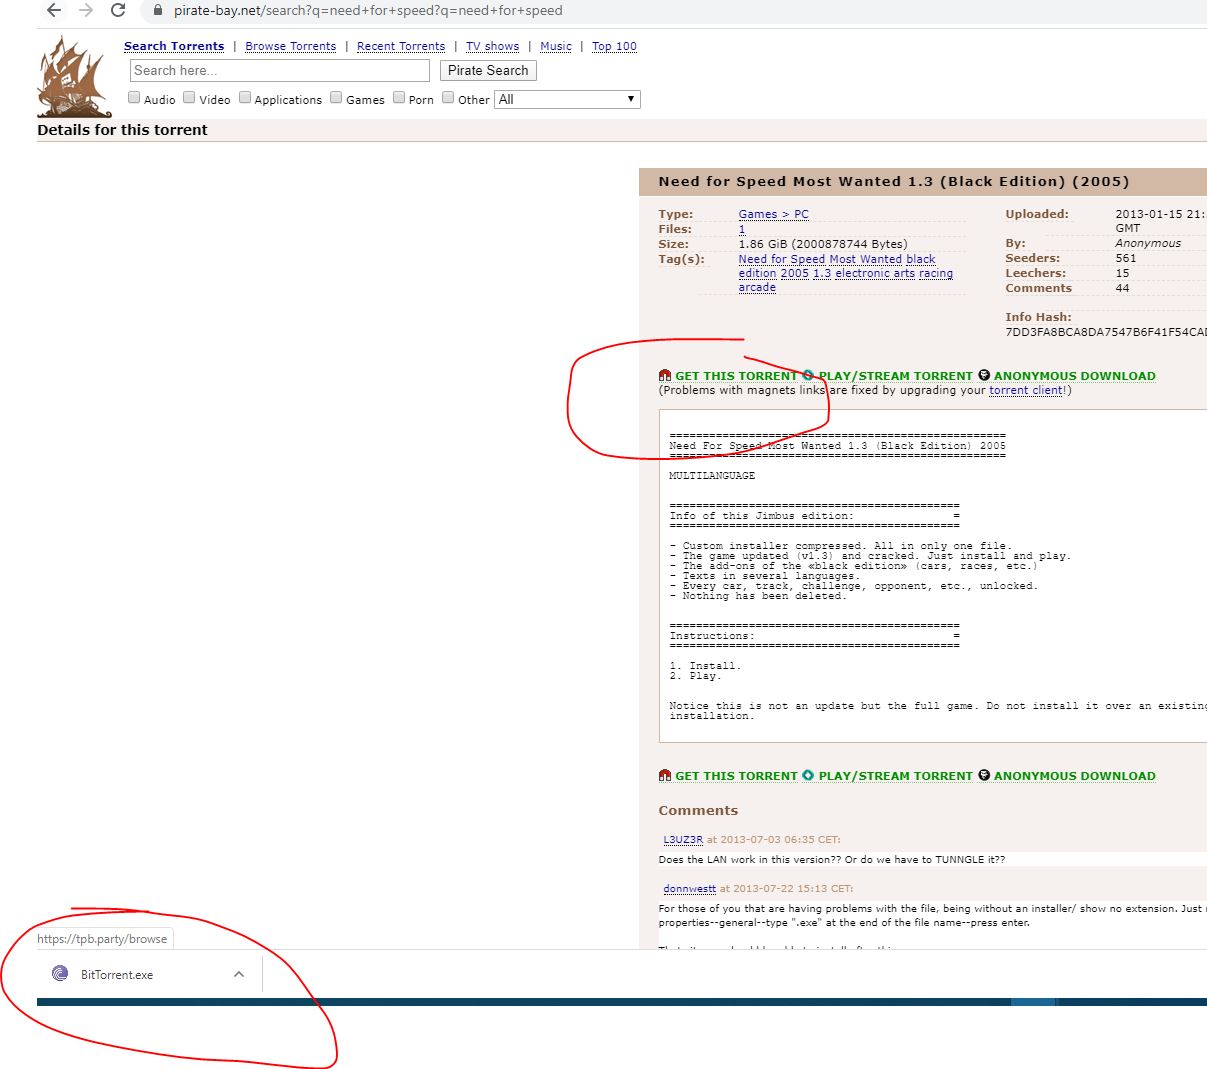 pirate-bay.net/search?q=need+for+speed?q=need+for+speed
Search Torrents | Browse Torrents | Recent Torrents | TV shows | Music | Top 100
Search here... Pirate Search
Audio Video Applications Games Porn Other All
Details for this torrent
Need for Speed Most Wanted 1.3 (Black Edition) (2005)
Type: Games > PC
Files: 1
Size: 1.86 GiB (2000878744 Bytes)
Tag(s): Need for Speed Most Wanted black
edition 2005 1.3 electronic arts racing
arcade
Uploaded: 2013-01-15 21:
GMT
By: Anonymous
Seeders: 561
Leechers: 15
Comments 44
Info Hash:
7DD3FA8BCA8DA7547B6F41F54CAD
GET THIS TORRENT PLAY/STREAM TORRENT ANONYMOUS DOWNLOAD
(Problems with magnets links are fixed by upgrading your torrent client!)
===================================================
Need For Speed Most Wanted 1.3 (Black Edition) 2005
===================================================
MULTILANGUAGE
============================================
Info of this Jimbus edition: =
============================================
- Custom installer compressed. All in only one file.
- The game updated (v1.3) and cracked. Just install and play.
- The add-ons of the «black edition» (cars, races, etc.)
- Texts in several languages.
- Every car, track, challenge, opponent, etc., unlocked.
- Nothing has been deleted.
============================================
Instructions: =
============================================
1. Install.
2. Play.
Notice this is not an update but the full game. Do not install it over an existing
installation.
GET THIS TORRENT PLAY/STREAM TORRENT ANONYMOUS DOWNLOAD
Comments
L3UZ3R at 2013-07-03 06:35 CET:
Does the LAN work in this version?? Or do we have to TUNNGLE it??
donnwestt at 2013-07-22 15:13 CET:
For those of you that are having problems with the file, being without an installer/ show no extension. Just
properties--general--type ".exe" at the end of the file name--press enter.
https://tpb.party/browse
BitTorrent.exe